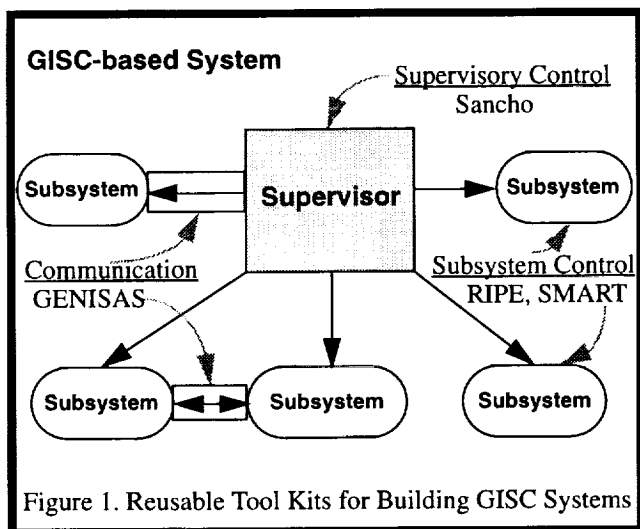 GISC-based System
Supervisory Control
Sancho
Subsystem
Supervisor
Subsystem
Communication
GENISAS
Subsystem Control
RIPE, SMART
Subsystem
Subsystem
Subsystem
Figure 1. Reusable Tool Kits for Building GISC Systems